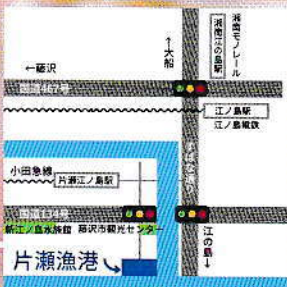 湘南モノレール
湘南江の島駅
↑大船
←藤沢
国道467号
江ノ島駅
江ノ島電鉄
すばな通り
小田急線
片瀬江ノ島駅
国道134号
新江ノ島水族館
藤沢市観光センター
江の島↓
片瀬漁港